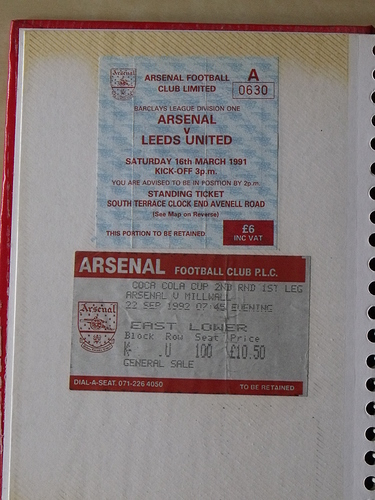 Arsenal
ARSENAL FOOTBALL
CLUB LIMITED
A
0630
BARCLAYS LEAGUE DIVISION ONE
ARSENAL
v
LEEDS UNITED
SATURDAY 16th MARCH 1991
KICK-OFF 3p.m.
YOU ARE ADVISED TO BE IN POSITION BY 2p.m.
STANDING TICKET
SOUTH TERRACE CLOCK END AVENELL ROAD
(See Map on Reverse)
THIS PORTION TO BE RETAINED
£6
INC VAT
ARSENAL FOOTBALL CLUB P.L.C.
COCA COLA CUP 2ND RND 1ST LEG
ARSENAL V MILLWALL
22 SEP 1992 07:45 EVENING
Arsenal
EAST LOWER
Block Row Seat Price
K .U 100 £10.50
GENERAL SALE
DIAL-A-SEAT. 071-226 4050
TO BE RETAINED